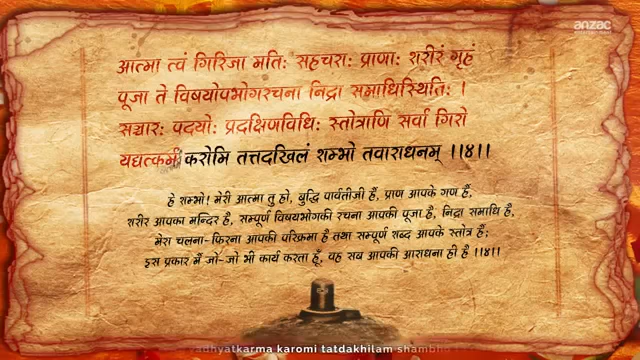 anzac
आत्मा त्वं गिरिजा मतिः सहचराः प्राणाः शरीरं गृहं
पूजा ते विषयोपभोगरचना निद्रा समाधिस्थितिः ।
सञ्चारः पदयोः प्रदक्षिणविधिः स्तोत्राणि सर्वा गिरो
यद्यत्कर्म करोमि तत्तदखिलं शम्भो तवाराधनम् ।।४।।
हे शम्भो! मेरी आत्मा तु हो, बुद्धि पार्वतीजी हैं, प्राण आपके गण हैं,
शरीर आपका मन्दिर है, सम्पूर्ण विषयभोगकी रचना आपकी पूजा है, निद्रा समाधि है,
मेरा चलना-फिरना आपकी परिक्रमा है तथा सम्पूर्ण शब्द आपके स्तोत्र हैं;
इस प्रकार मैं जो-जो भी कार्य करता हूँ, वह सब आपकी आराधना ही है ।।४।।
adhyatkarma karomi tatdakhilam shambh